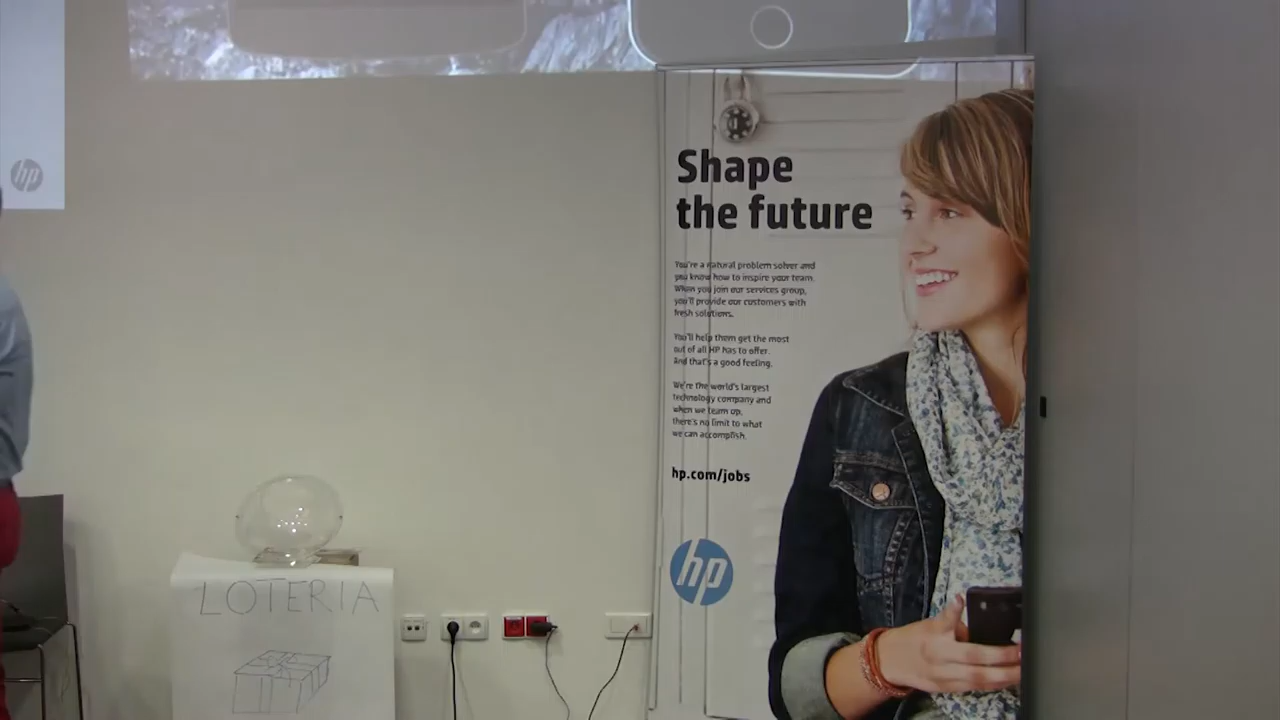 hp
Shape
the future
You're a natural problem solver and
you know how to inspire your team.
When you join our services group,
you'll provide our customers with
fresh solutions.
You'll help them get the most
out of all HP has to offer.
And that's a good feeling.
We're the world's largest
technology company and
when we team up,
there's no limit to what
we can accomplish.
hp.com/jobs
hp
LOTERIA